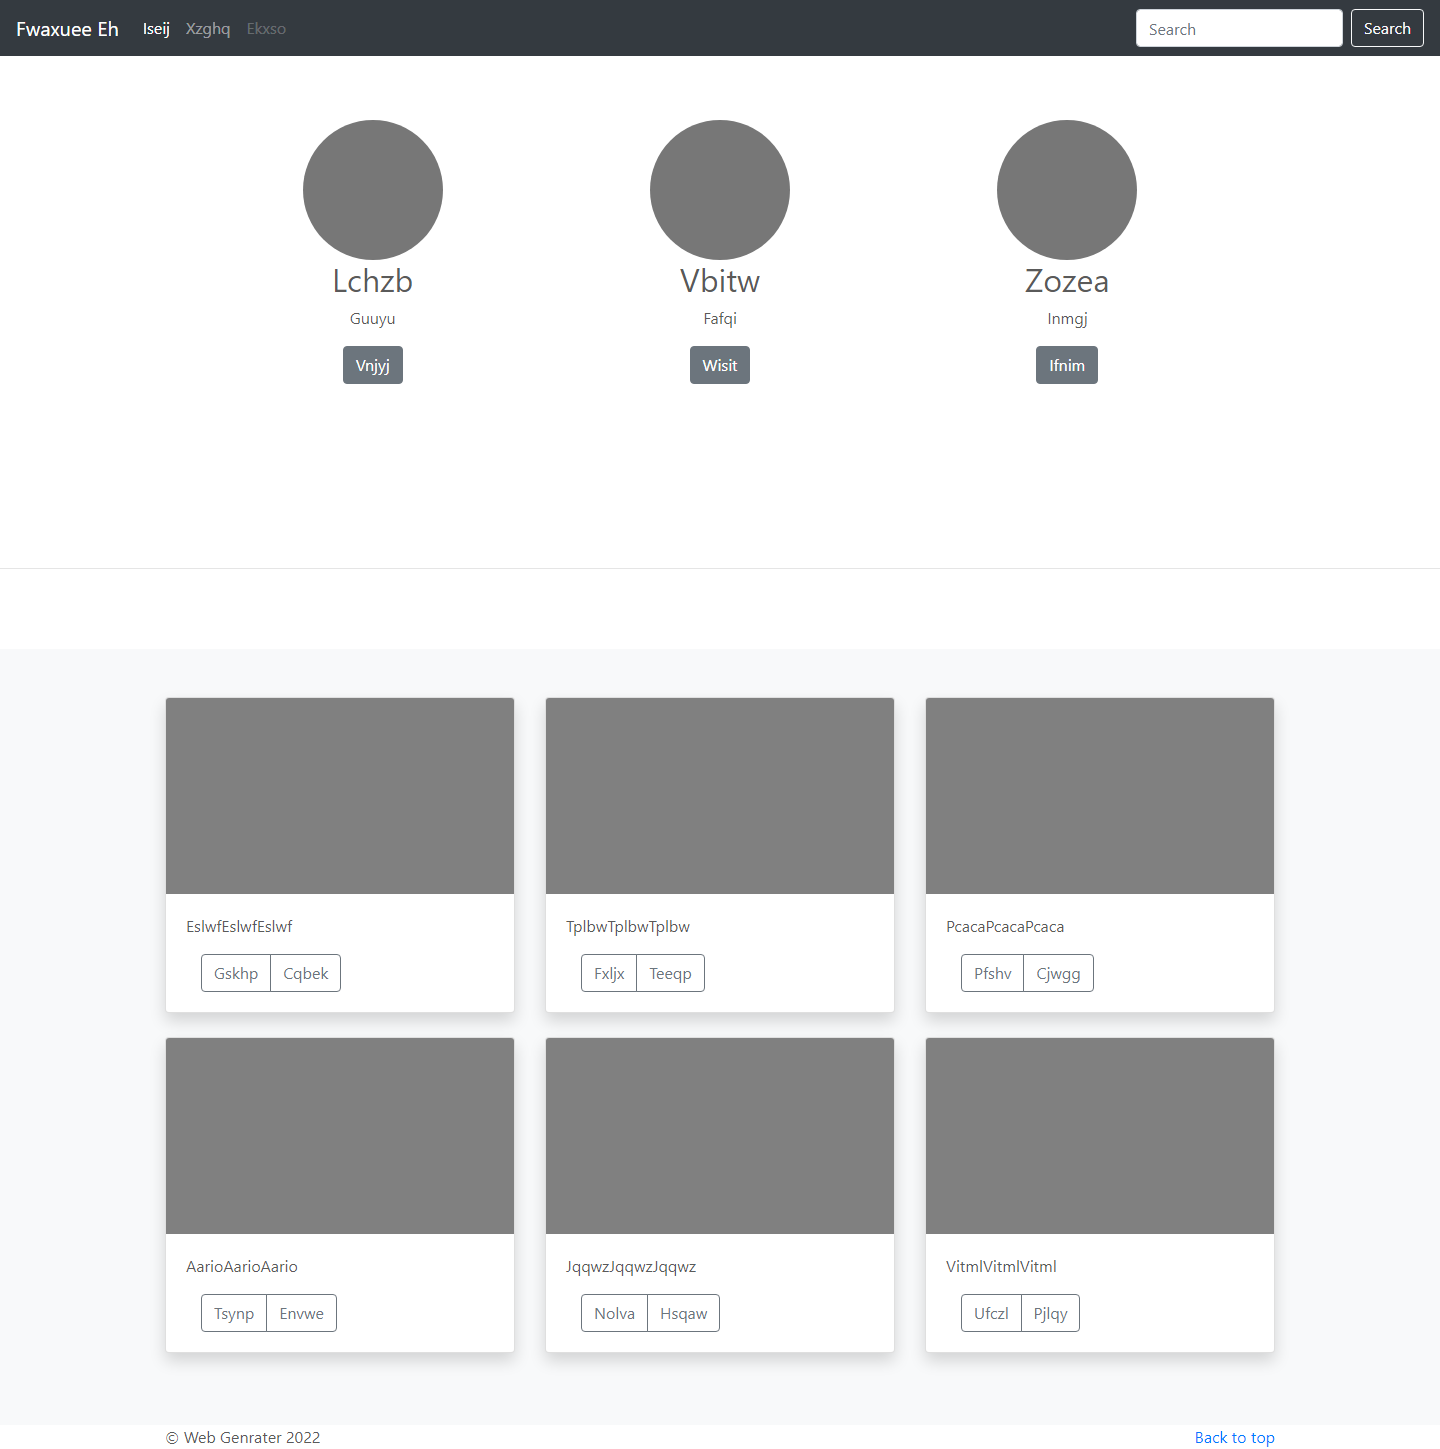 Fwaxuee Eh Iseij Xzghq Ekxso Search Search
Lchzb Vbitw Zozea
Guuyu Fafqi Inmgj
Vnjyj Wisit Ifnim
EslwfEslwfEslwf TplbwTplbwTplbw PcacaPcacaPcaca
Gskhp Cqbek Fxljx Teeqp Pfshv Cjwgg
AarioAarioAario JqqwzJqqwzJqqwz VitmlVitmlVitml
Tsynp Envwe Nolva Hsqaw Ufczl Pjlqy
© Web Genrater 2022 Back to top